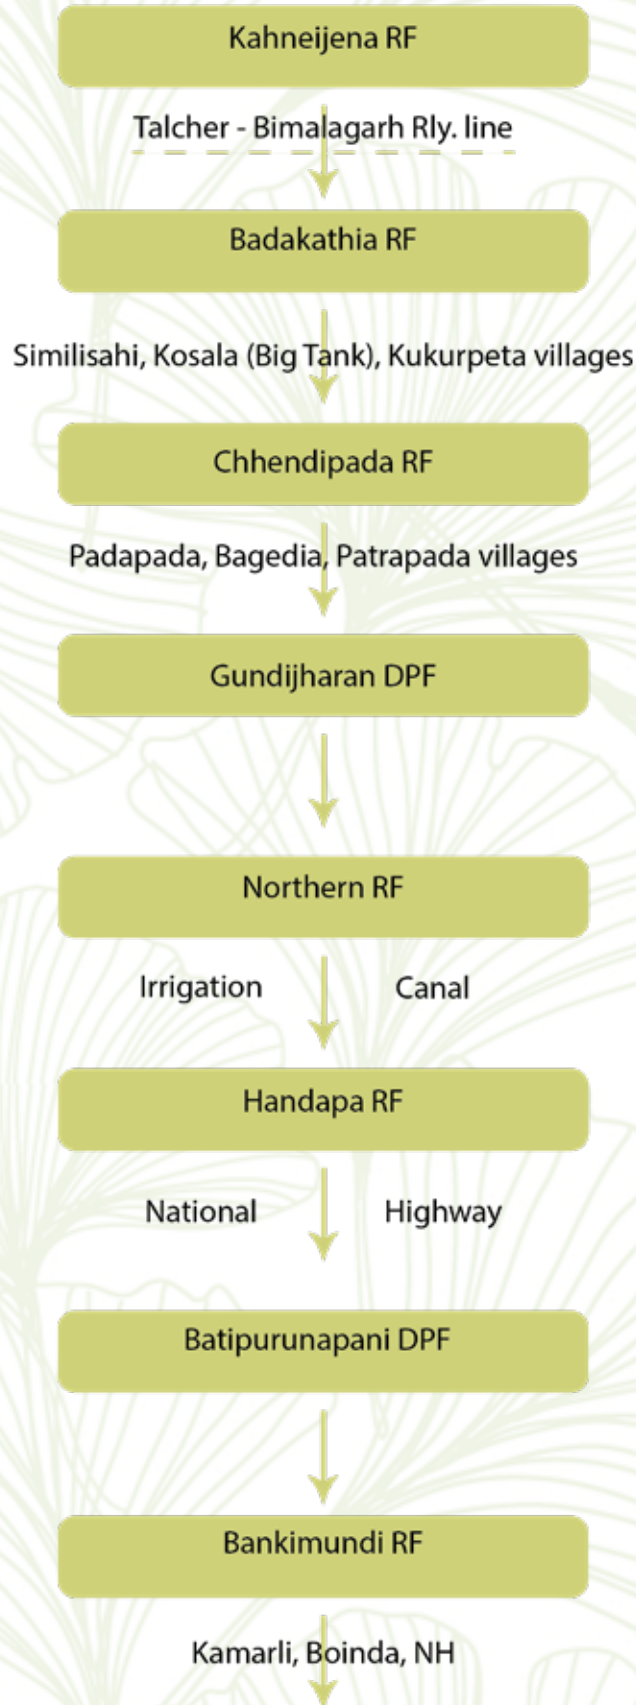 Kahneijena RF
Talcher - Bimalagarh Rly. line
Badakathia RF
Similisahi, Kosala (Big Tank), Kukurpeta villages
Chhendipada RF
Padapada, Bagedia, Patrapada villages
Gundijharan DPF
Northern RF
Irrigation Canal
Handapa RF
National Highway
Batipurunapani DPF
Bankimundi RF
Kamarli, Boinda, NH